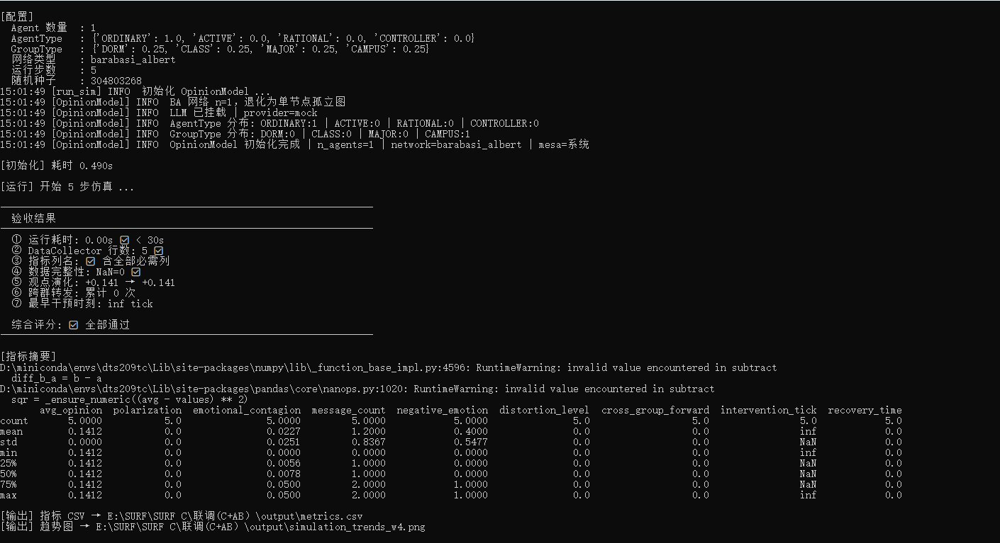 [配置]
Agent 数量 : 1
AgentType : {'ORDINARY': 1.0, 'ACTIVE': 0.0, 'RATIONAL': 0.0, 'CONTROLLER': 0.0}
GroupType : {'DORM': 0.25, 'CLASS': 0.25, 'MAJOR': 0.25, 'CAMPUS': 0.25}
网络类型 : barabasi_albert
运行步数 : 5
随机种子 : 304803268
15:01:49 [run_sim] INFO 初始化 OpinionModel ...
15:01:49 [OpinionModel] INFO BA 网络 n=1，退化为单节点孤立图
15:01:49 [OpinionModel] INFO LLM 已挂载 | provider=mock
15:01:49 [OpinionModel] INFO AgentType 分布: ORDINARY:1 | ACTIVE:0 | RATIONAL:0 | CONTROLLER:0
15:01:49 [OpinionModel] INFO GroupType 分布: DORM:0 | CLASS:0 | MAJOR:0 | CAMPUS:1
15:01:49 [OpinionModel] INFO OpinionModel 初始化完成 | n_agents=1 | network=barabasi_albert | mesa=系统
[初始化] 耗时 0.490s
[运行] 开始 5 步仿真 ...
验收结果
① 运行耗时: 0.00s ☑ < 30s
② DataCollector 行数: 5 ☑
③ 指标列名: ☑ 含全部必需列
④ 数据完整性: NaN=0 ☑
⑤ 观点演化: +0.141 → +0.141
⑥ 跨群转发: 累计 0 次
⑦ 最早干预时刻: inf tick
综合评分: ☑ 全部通过
[指标摘要]
D:\miniconda\envs\dts209tc\Lib\site-packages\numpy\lib\_function_base_impl.py:4596: RuntimeWarning: invalid value encountered in subtract
diff_b_a = b - a
D:\miniconda\envs\dts209tc\Lib\site-packages\pandas\core\nanops.py:1020: RuntimeWarning: invalid value encountered in subtract
sqr = _ensure_numeric((avg - values) ** 2)
avg_opinion polarization emotional_contagion message_count negative_emotion distortion_level cross_group_forward intervention_tick recovery_time
count 5.0000 5.0 5.0000 5.0000 5.0000 5.0 5.0 5.0 5.0
mean 0.1412 0.0 0.0227 1.2000 0.4000 0.0 0.0 inf 0.0
std 0.0000 0.0 0.0251 0.8367 0.5477 0.0 0.0 NaN 0.0
min 0.1412 0.0 0.0000 0.0000 0.0000 0.0 0.0 inf 0.0
25% 0.1412 0.0 0.0056 1.0000 0.0000 0.0 0.0 NaN 0.0
50% 0.1412 0.0 0.0078 1.0000 0.0000 0.0 0.0 NaN 0.0
75% 0.1412 0.0 0.0500 2.0000 1.0000 0.0 0.0 NaN 0.0
max 0.1412 0.0 0.0500 2.0000 1.0000 0.0 0.0 inf 0.0
[输出] 指标 CSV → E:\SURF\SURF C\联调(C+AB）\output\metrics.csv
[输出] 趋势图 → E:\SURF\SURF C\联调(C+AB）\output\simulation_trends_w4.png